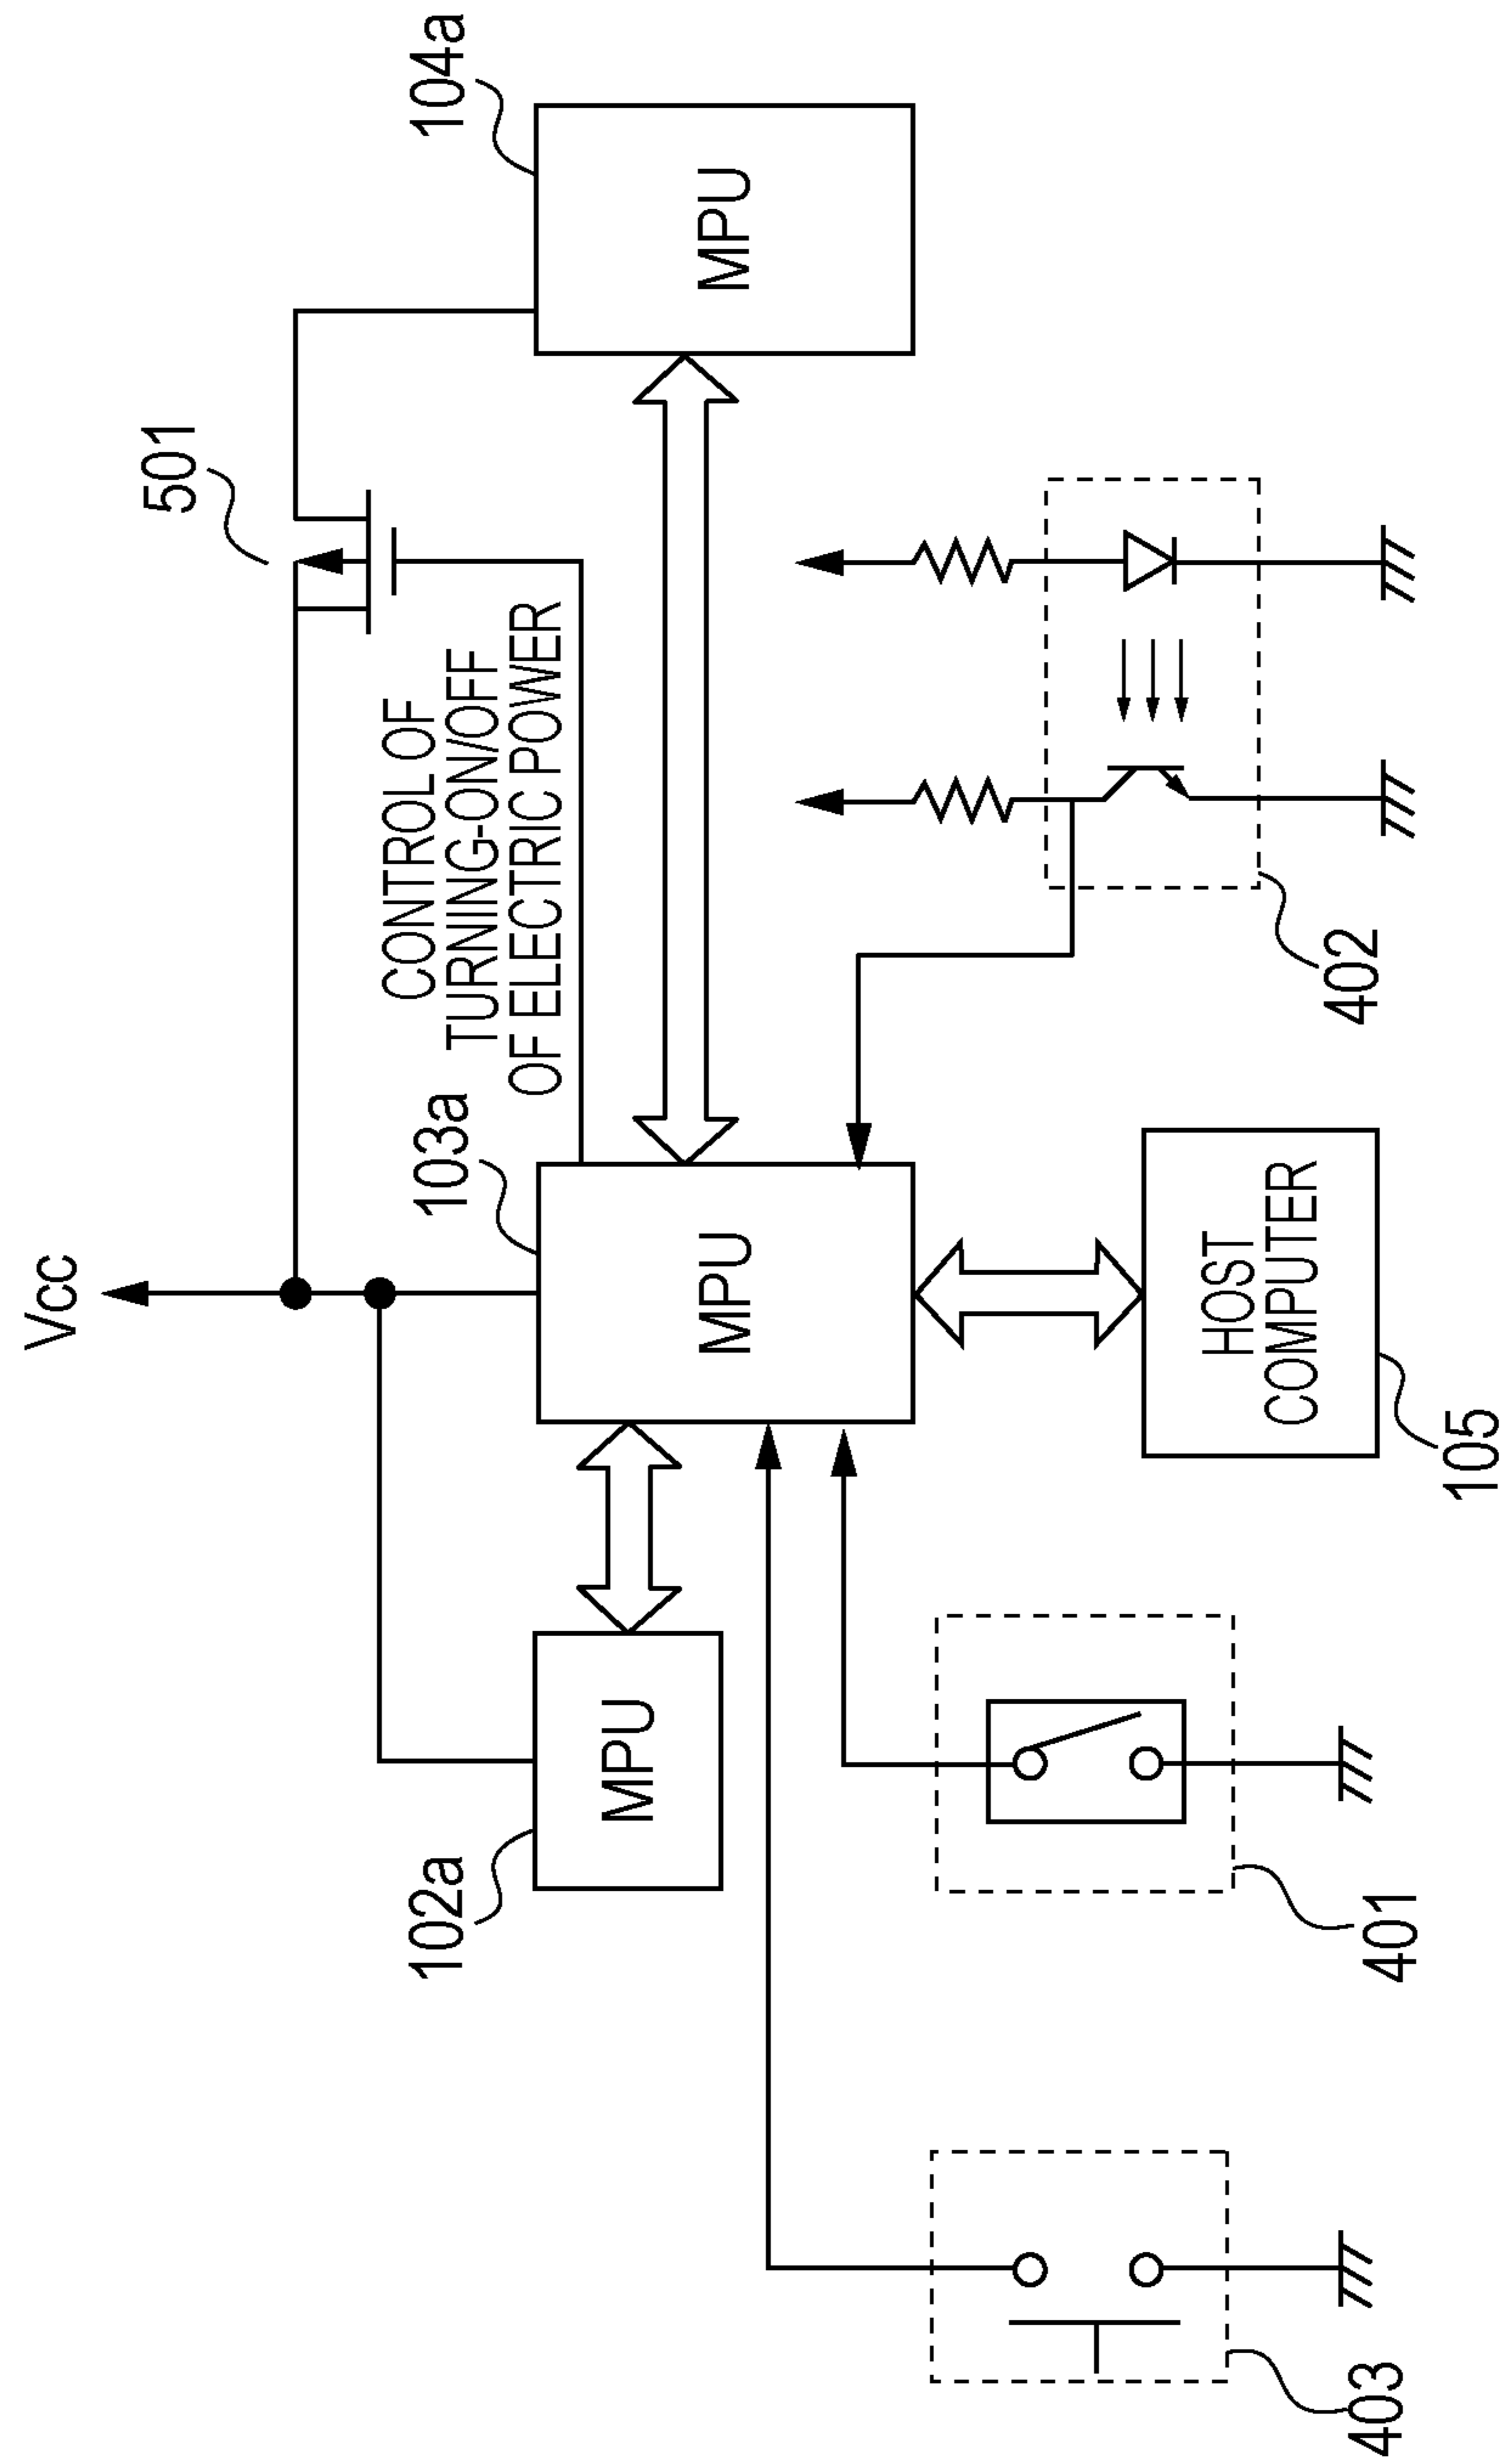 Vcc
501
104a
CONTROL OF
TURNING-ON/OFF
OF ELECTRIC POWER
103a
102a
MPU
MPU
MPU
HOST
COMPUTER
402
105
401
403